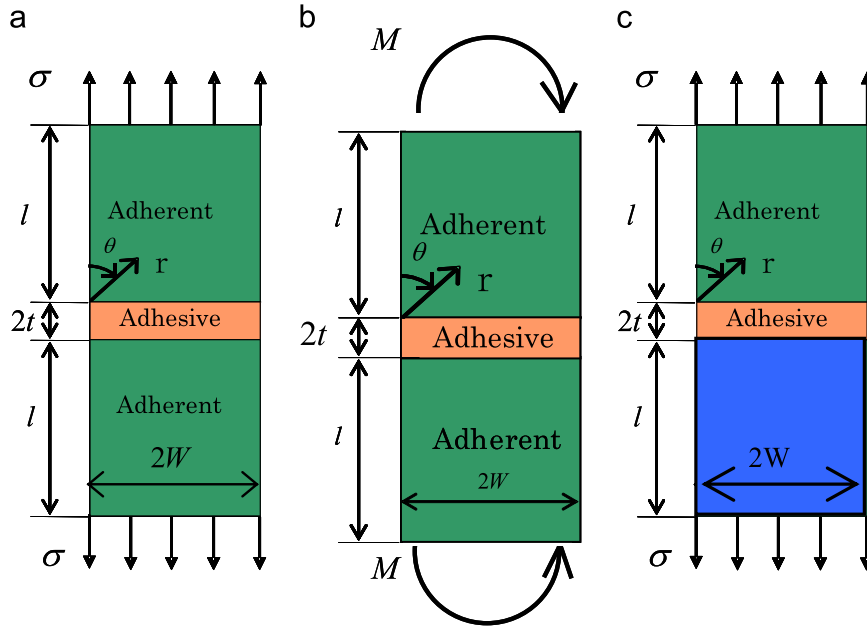 a
σ
l
Adherent
θ
r
2t
Adhesive
l
Adherent
2W
σ
b
M
l
Adherent
θ
r
2t
Adhesive
l
Adherent
2W
M
c
σ
l
Adherent
θ
r
2t
Adhesive
l
2W
σ